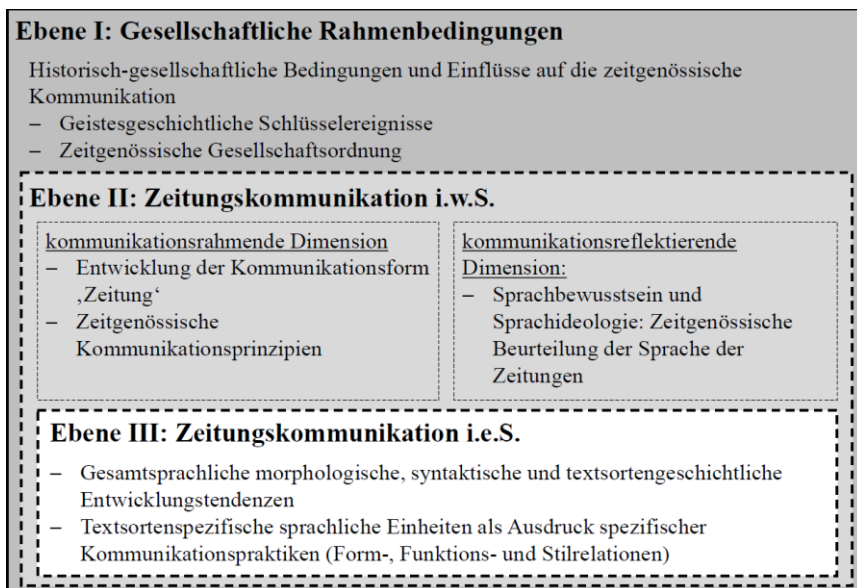 Ebene I: Gesellschaftliche Rahmenbedingungen
Historisch-gesellschaftliche Bedingungen und Einflüsse auf die zeitgenössische
Kommunikation
– Geistesgeschichtliche Schlüsselereignisse
– Zeitgenössische Gesellschaftsordnung
Ebene II: Zeitungskommunikation i.w.S.
kommunikationsrahmende Dimension
– Entwicklung der Kommunikationsform
‚Zeitung‘
– Zeitgenössische
Kommunikationsprinzipien
kommunikationsreflektierende
Dimension:
– Sprachbewusstsein und
Sprachideologie: Zeitgenössische
Beurteilung der Sprache der
Zeitungen
Ebene III: Zeitungskommunikation i.e.S.
– Gesamtsprachliche morphologische, syntaktische und textsortengeschichtliche
Entwicklungstendenzen
– Textsortenspezifische sprachliche Einheiten als Ausdruck spezifischer
Kommunikationspraktiken (Form-, Funktions- und Stilrelationen)